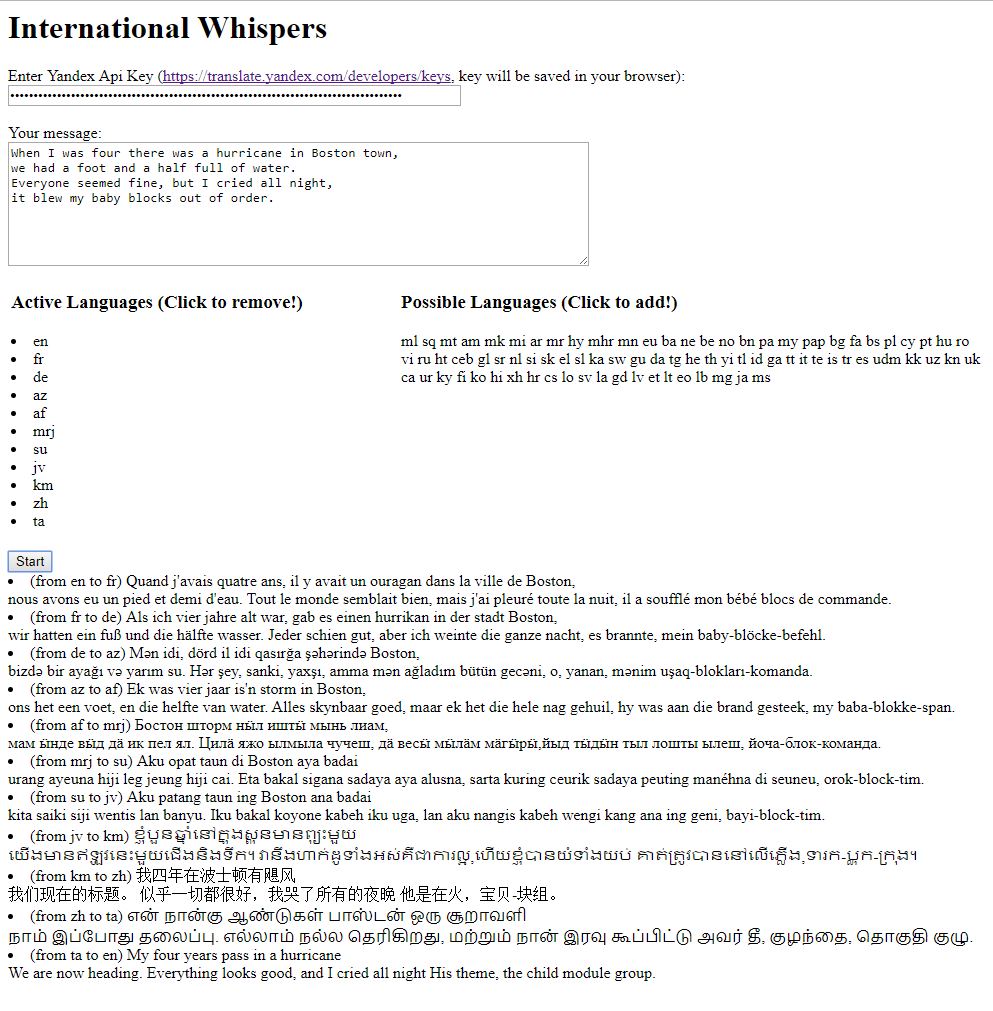 International Whispers
Enter Yandex Api Key (https://translate.yandex.com/developers/keys, key will be saved in your browser):
Your message:
When I was four there was a hurricane in Boston town,
we had a foot and a half full of water.
Everyone seemed fine, but I cried all night,
it blew my baby blocks out of order.
Active Languages (Click to remove!)
• en
• fr
• de
• az
• af
• mrj
• su
• jv
• km
• zh
• ta
Possible Languages (Click to add!)
ml sq mt am mk mi ar mr hy mhr mn eu ba ne be no bn pa my pap bg fa bs pl cy pt hu ro
vi ru ht ceb gl sr nl si sk el sl ka sw gu da tg he th yi tl id ga tt it te is tr es udm kk uz kn uk
ca ur ky fi ko hi xh hr cs lo sv la gd lv et lt eo lb mg ja ms
Start
• (from en to fr) Quand j'avais quatre ans, il y avait un ouragan dans la ville de Boston,
nous avons eu un pied et demi d'eau. Tout le monde semblait bien, mais j'ai pleuré toute la nuit, il a soufflé mon bébé blocs de commande.
• (from fr to de) Als ich vier jahre alt war, gab es einen hurrikan in der stadt Boston,
wir hatten ein fuß und die hälfte wasser. Jeder schien gut, aber ich weinte die ganze nacht, es brannte, mein baby-blöcke-befehl.
• (from de to az) Mən idi, dörd il idi qasırğa şəhərində Boston,
bizdə bir ayağı və yarım su. Hər şey, sanki, yaxşı, amma mən ağladım bütün gecəni, o, yanan, mənim uşaq-blokları-komanda.
• (from az to af) Ek was vier jaar is'n storm in Boston,
ons het een voet, en die helfte van water. Alles skynbaar goed, maar ek het die hele nag gehuil, hy was aan die brand gesteek, my baba-blokke-span.
• (from af to mrj) Бостон шторм ныл ишты мынь лиам,
мам ӹнде вӹд дӓ ик пел ял. Цилӓ яжо ылмыла чучеш, дӓ весӹ мӹлӓм мӓгӹрӹ,йыд тӹдӹн тыл лошты ылеш, йоча-блок-команда.
• (from mrj to su) Aku opat taun di Boston aya badai
urang ayeuna hiji leg jeung hiji cai. Eta bakal sigana sadaya aya alusna, sarta kuring ceurik sadaya peuting manéhna di seuneu, orok-block-tim.
• (from su to jv) Aku patang taun ing Boston ana badai
kita saiki siji wentis lan banyu. Iku bakal koyone kabeh iku uga, lan aku nangis kabeh wengi kang ana ing geni, bayi-block-tim.
• (from jv to km) ខ្ញុំបួនឆ្នាំនៅក្នុងស្តុនមានព្យុះមួយ
យើងមានឥឡូវនេះមួយជើងនិងទឹក។ វានឹងហាក់ដូចទាំងអស់គឺជាការល្អ,ហើយខ្ញុំបានយំទាំងយប់ គាត់ត្រូវបាននៅលើភ្លើង,ទារក-ប្លុក-ក្រុង។
• (from km to zh) 我四年在波士顿有飓风
我们现在的标题。 似乎一切都很好，我哭了所有的夜晚 他是在火，宝贝-块组。
• (from zh to ta) என் நான்கு ஆண்டுகள் பாஸ்டன் ஒரு சூறாவளி
நாம் இப்போது தலைப்பு. எல்லாம் நல்ல தெரிகிறது, மற்றும் நான் இரவு கூப்பிட்டு அவர் தீ, குழந்தை, தொகுதி குழு.
• (from ta to en) My four years pass in a hurricane
We are now heading. Everything looks good, and I cried all night His theme, the child module group.